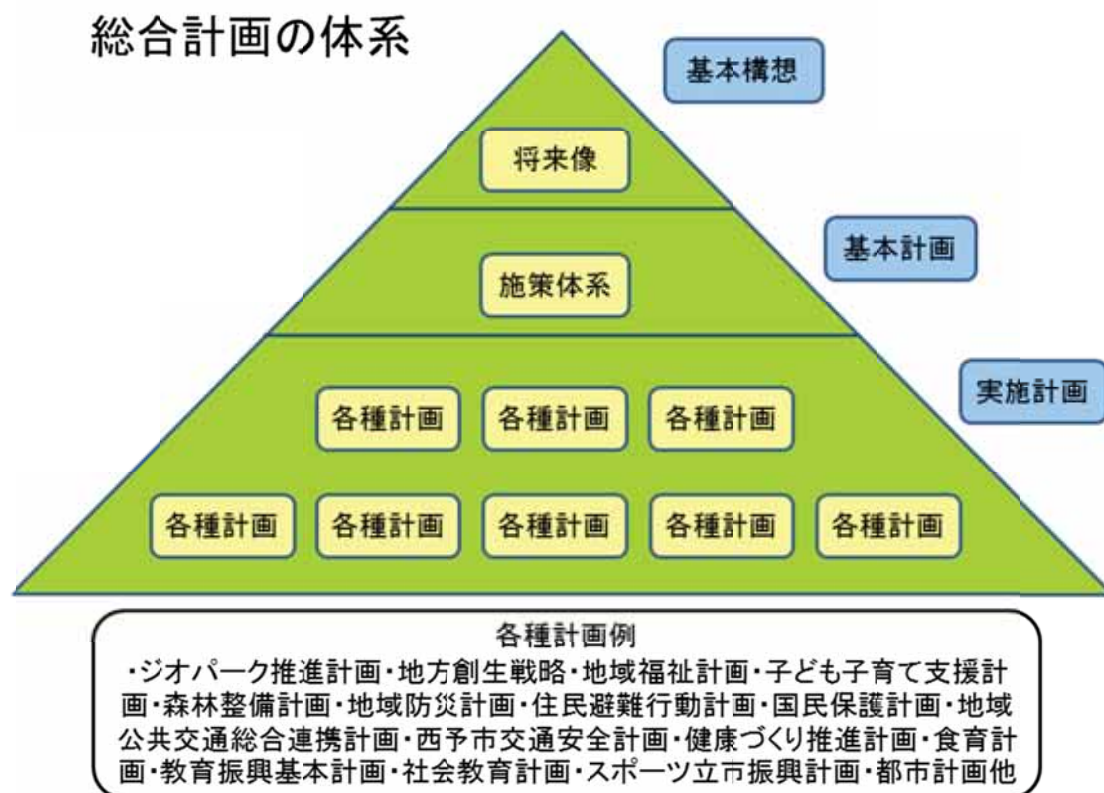 総合計画の体系
基本構想
将来像
基本計画
施策体系
実施計画
各種計画 各種計画 各種計画
各種計画 各種計画 各種計画 各種計画 各種計画
各種計画例
・ジオパーク推進計画・地方創生戦略・地域福祉計画・子ども子育て支援計
画・森林整備計画・地域防災計画・住民避難行動計画・国民保護計画・地域
公共交通総合連携計画・西予市交通安全計画・健康づくり推進計画・食育計
画・教育振興基本計画・社会教育計画・スポーツ立市振興計画・都市計画他